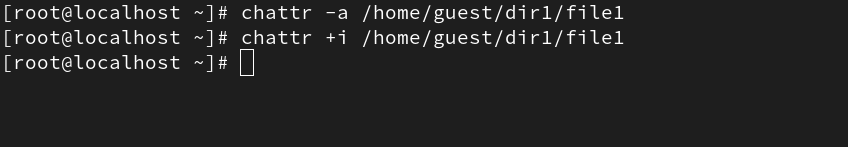 [root@localhost ~]# chattr -a /home/guest/dir1/file1
[root@localhost ~]# chattr +i /home/guest/dir1/file1
[root@localhost ~]#